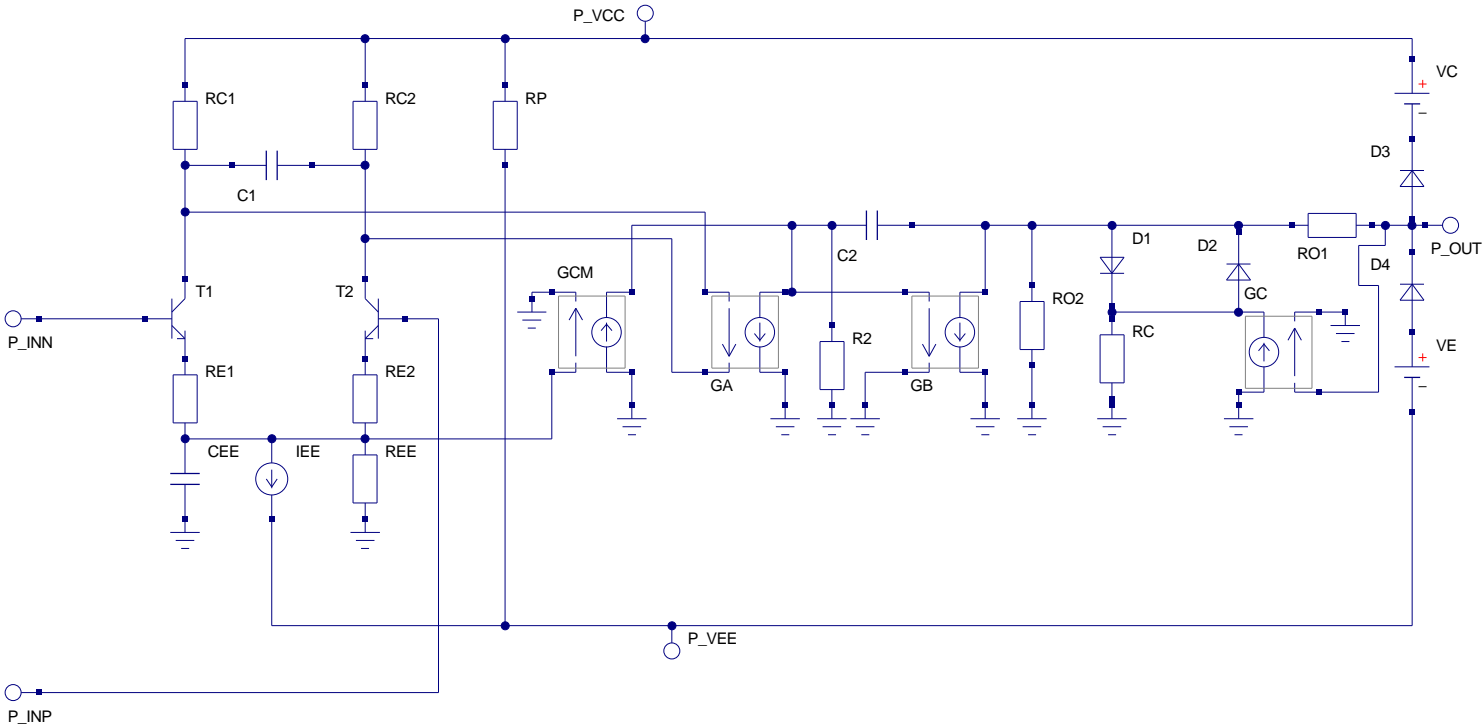 P_VCC
VC
+
−
RC1
RC2
RP
D3
C1
D1
D2
P_OUT
C2
RO1
D4
GCM
T1
T2
GC
RO2
P_INN
R2
RC
VE
+
−
RE1
RE2
GA
GB
CEE
IEE
REE
P_VEE
P_INP